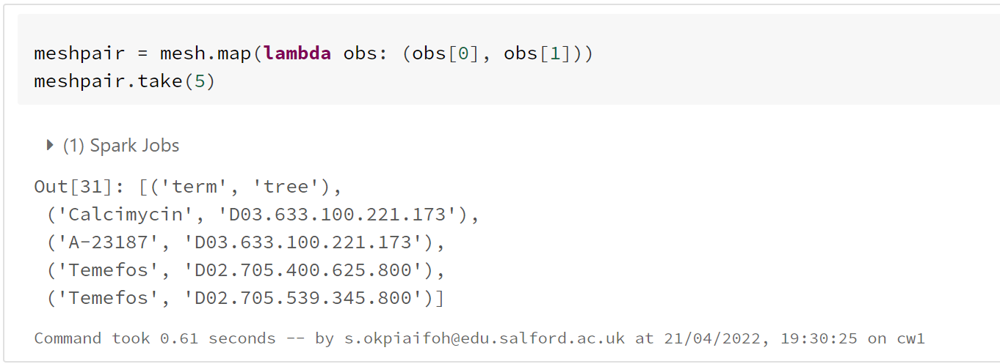 meshpair = mesh.map(lambda obs: (obs[0], obs[1]))
meshpair.take(5)
(1) Spark Jobs
Out[31]: [('term', 'tree'),
('Calcimycin', 'D03.633.100.221.173'),
('A-23187', 'D03.633.100.221.173'),
('Temefos', 'D02.705.400.625.800'),
('Temefos', 'D02.705.539.345.800')]
Command took 0.61 seconds -- by s.okpiaifoh@edu.salford.ac.uk at 21/04/2022, 19:30:25 on cw1